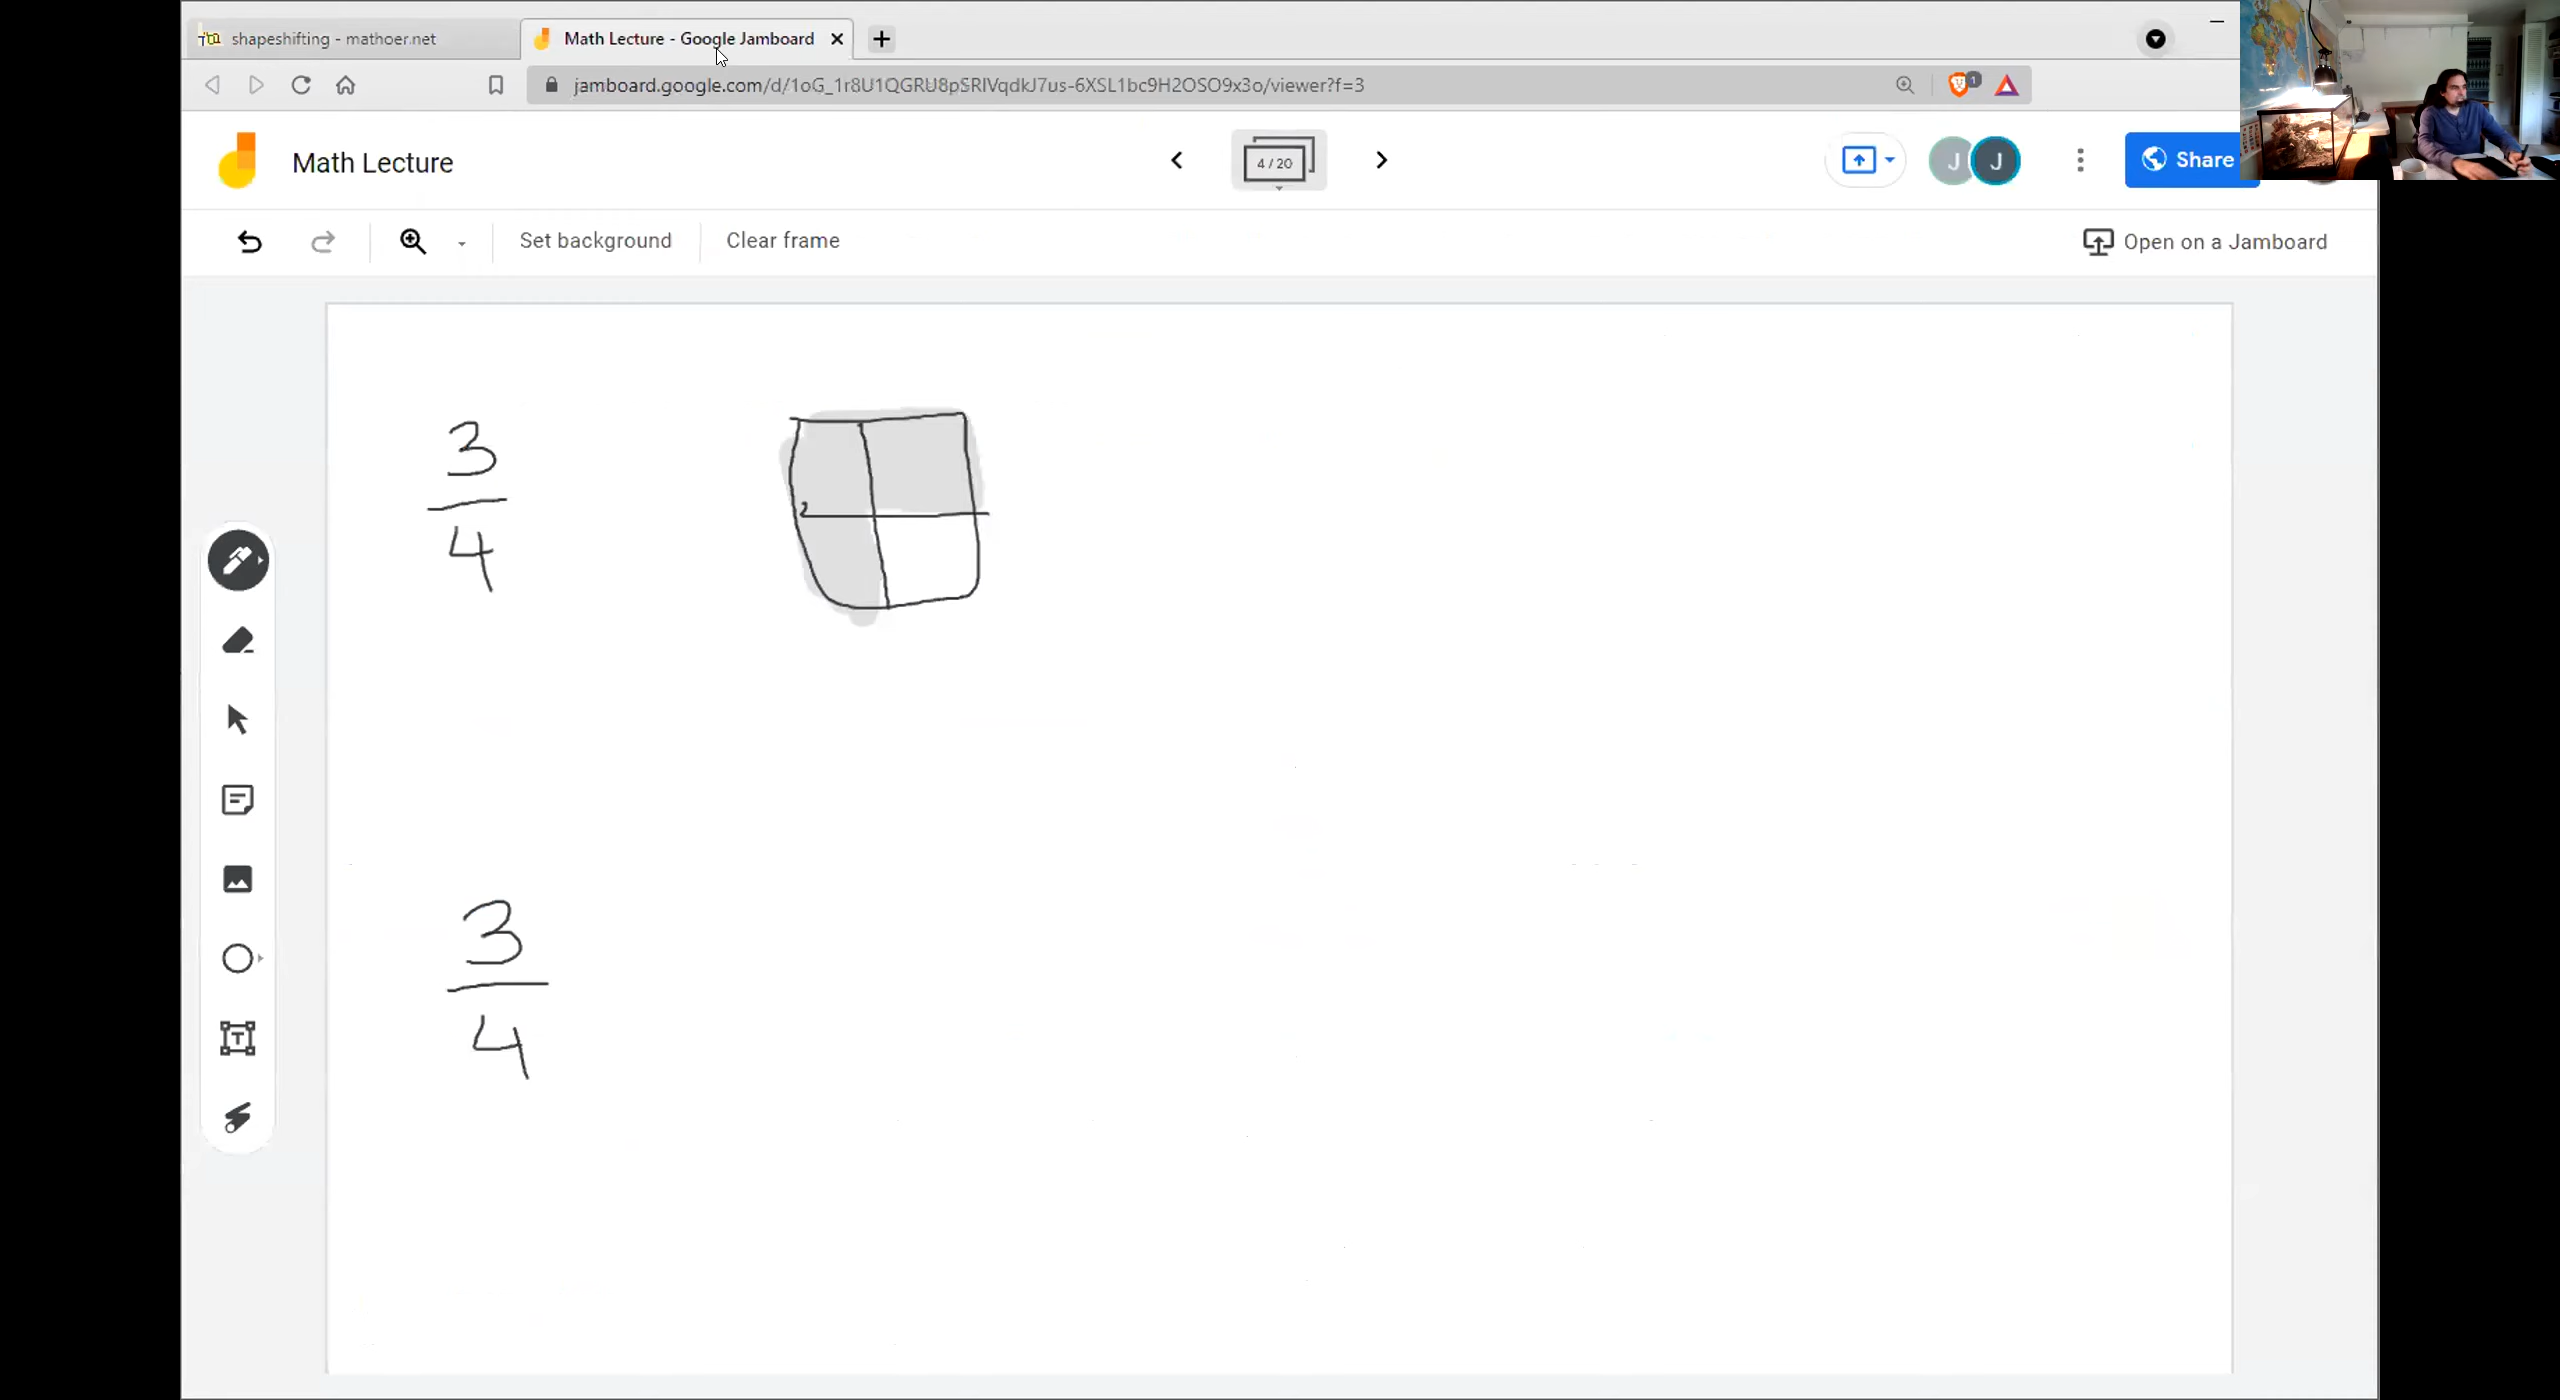 shapeshifting - mathoer.net
Math Lecture - Google Jamboard
jamboard.google.com/d/1oG_1r8U1QGRU8pSRIVqdkJ7us-6XSL1bc9H2OSO9x3o/viewer?f=3
1
Math Lecture
4 / 20
J J
Share
Set background
Clear frame
Open on a Jamboard
3
4
T
3
4